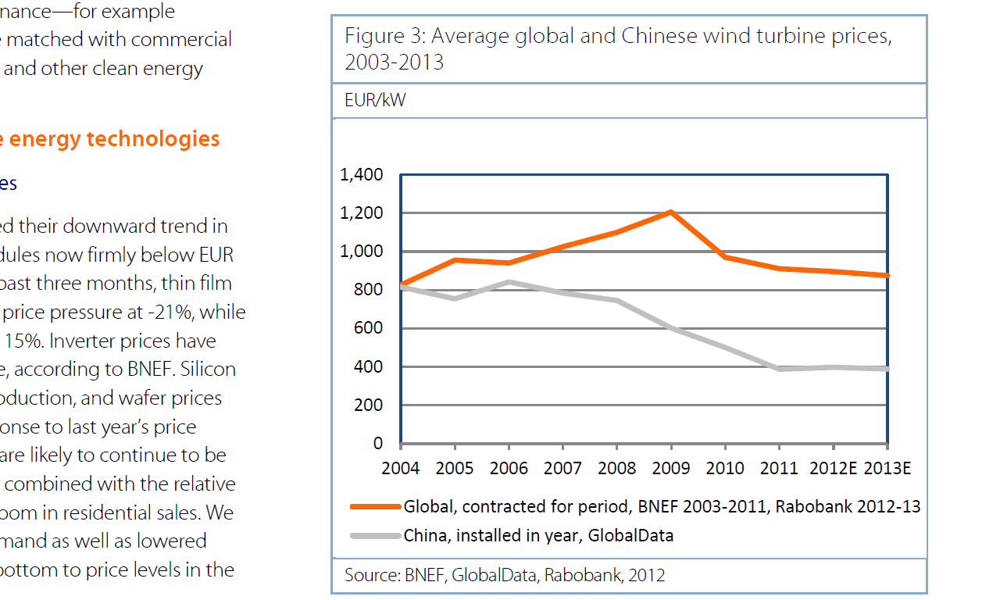 nance—for example
matched with commercial
and other clean energy
energy technologies
es
ed their downward trend in
dules now firmly below EUR
past three months, thin film
price pressure at -21%, while
15%. Inverter prices have
e, according to BNEF. Silicon
oduction, and wafer prices
onse to last year’s price
are likely to continue to be
combined with the relative
oom in residential sales. We
mand as well as lowered
bottom to price levels in the
Figure 3: Average global and Chinese wind turbine prices,
2003-2013
EUR/kW
1,400
1,200
1,000
800
600
400
200
0
2004 2005 2006 2007 2008 2009 2010 2011 2012E 2013E
Global, contracted for period, BNEF 2003-2011, Rabobank 2012-13
China, installed in year, GlobalData
Source: BNEF, GlobalData, Rabobank, 2012